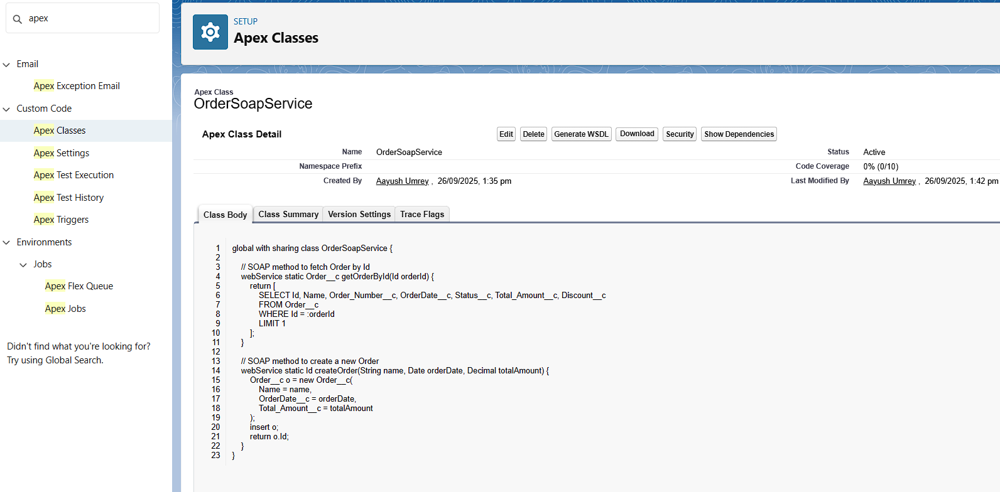 apex
Email
Apex Exception Email
Custom Code
Apex Classes
Apex Settings
Apex Test Execution
Apex Test History
Apex Triggers
Environments
Jobs
Apex Flex Queue
Apex Jobs
Didn't find what you're looking for?
Try using Global Search.
SETUP
Apex Classes
Apex Class
OrderSoapService
Apex Class Detail
Edit Delete Generate WSDL Download Security Show Dependencies
Name OrderSoapService Status Active
Namespace Prefix Code Coverage 0% (0/10)
Created By Aayush Umrey , 26/09/2025, 1:35 pm Last Modified By Aayush Umrey , 26/09/2025, 1:42 pm
Class Body Class Summary Version Settings Trace Flags
1 global with sharing class OrderSoapService {
2
3 // SOAP method to fetch Order by Id
4 webService static Order__c getOrderById(Id orderId) {
5 return [
6 SELECT Id, Name, Order_Number__c, OrderDate__c, Status__c, Total_Amount__c, Discount__c
7 FROM Order__c
8 WHERE Id = :orderId
9 LIMIT 1
10 ];
11 }
12
13 // SOAP method to create a new Order
14 webService static Id createOrder(String name, Date orderDate, Decimal totalAmount) {
15 Order__c o = new Order__c(
16 Name = name,
17 OrderDate__c = orderDate,
18 Total_Amount__c = totalAmount
19 );
20 insert o;
21 return o.Id;
22 }
23 }